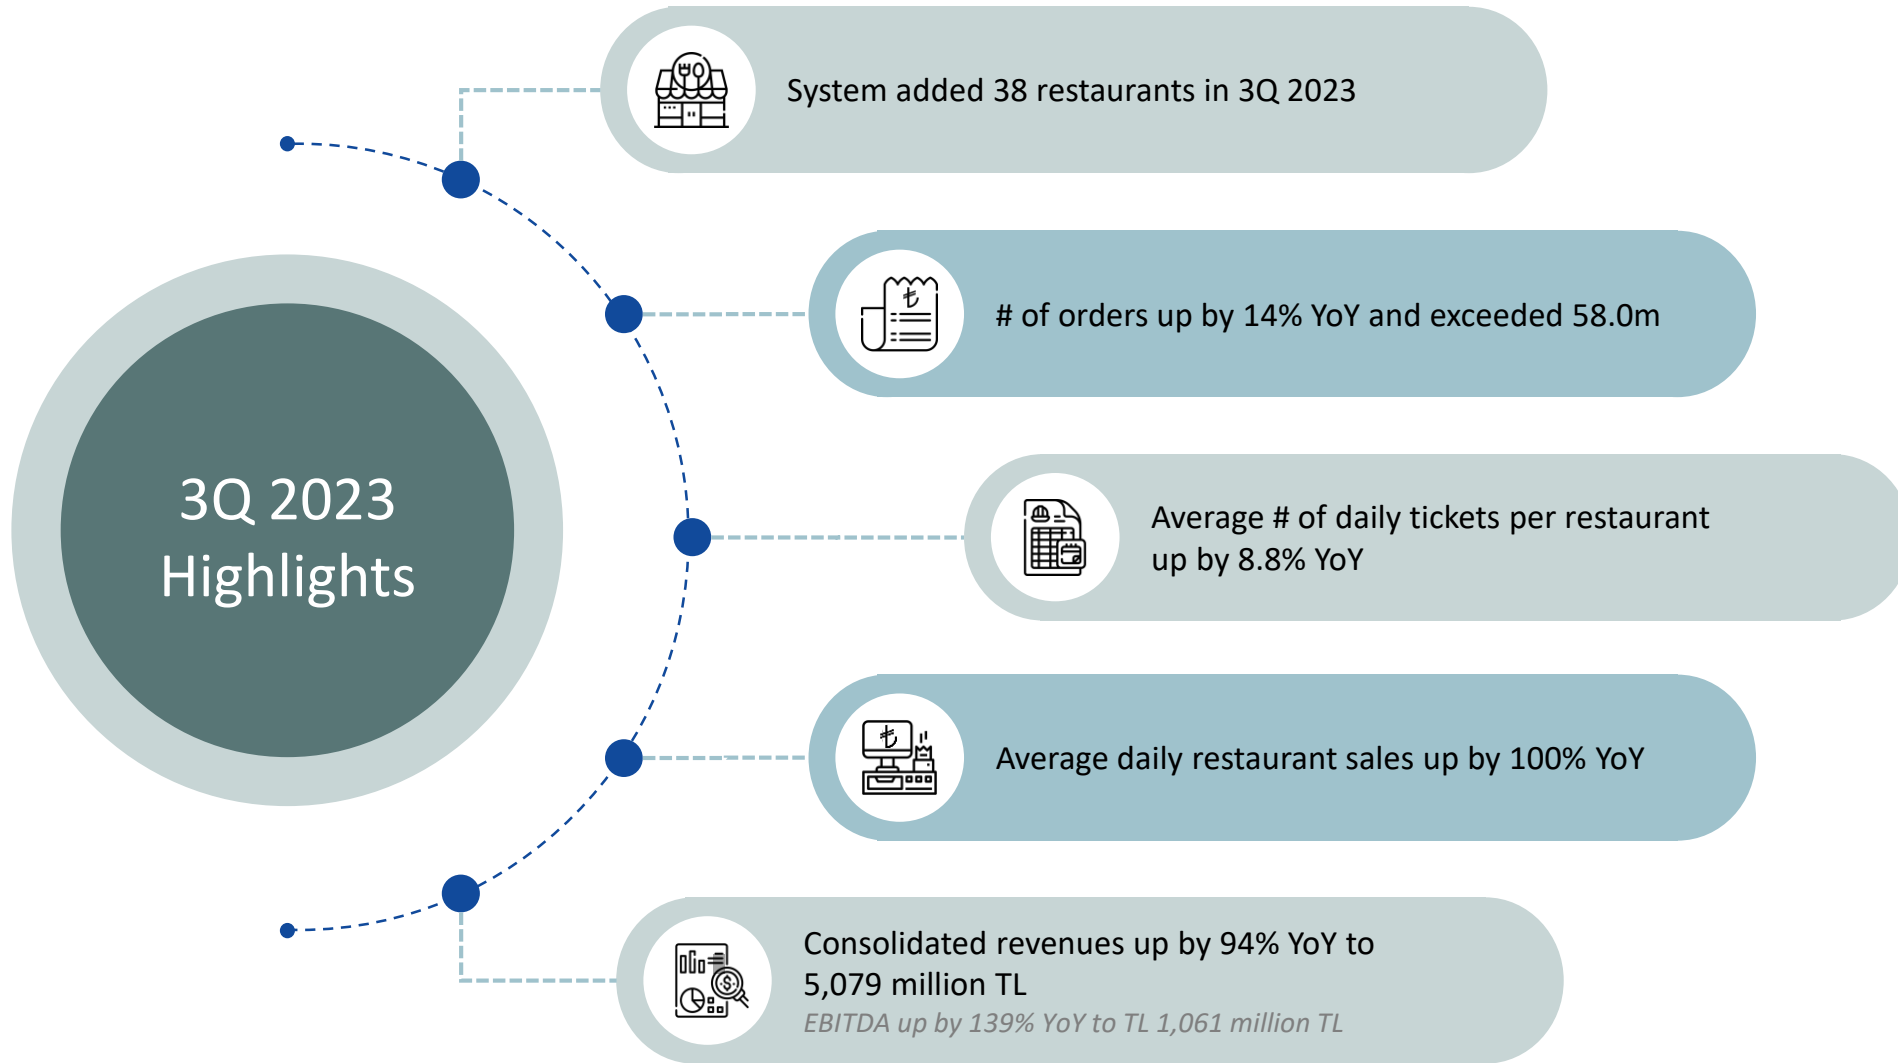 3Q 2023
Highlights
System added 38 restaurants in 3Q 2023
# of orders up by 14% YoY and exceeded 58.0m
Average # of daily tickets per restaurant
up by 8.8% YoY
Average daily restaurant sales up by 100% YoY
Consolidated revenues up by 94% YoY to
5,079 million TL
EBITDA up by 139% YoY to TL 1,061 million TL